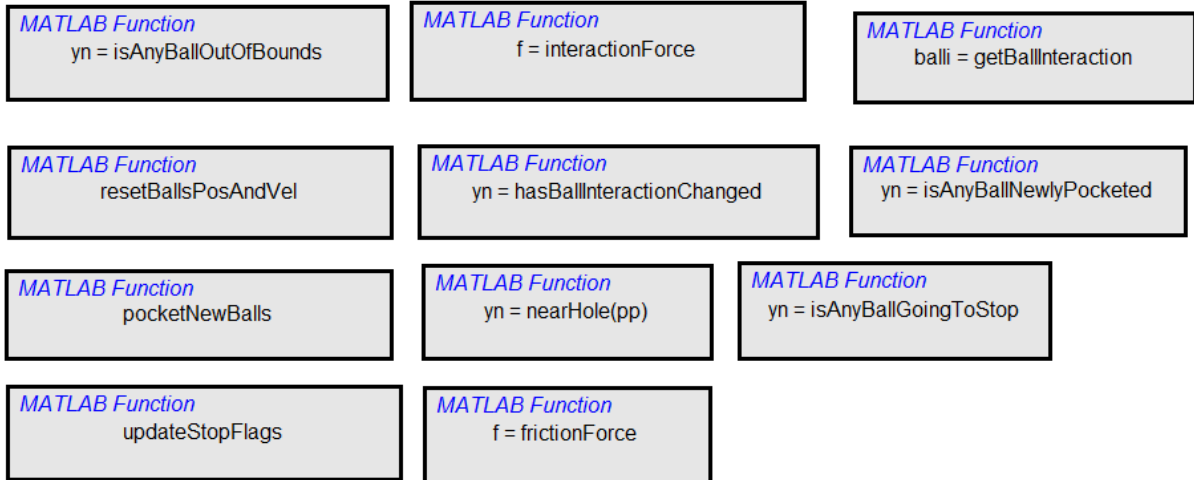 MATLAB Function
yn = isAnyBallOutOfBounds
MATLAB Function
f = interactionForce
MATLAB Function
balli = getBallInteraction
MATLAB Function
resetBallsPosAndVel
MATLAB Function
yn = hasBallInteractionChanged
MATLAB Function
yn = isAnyBallNewlyPocketed
MATLAB Function
pocketNewBalls
MATLAB Function
yn = nearHole(pp)
MATLAB Function
yn = isAnyBallGoingToStop
MATLAB Function
updateStopFlags
MATLAB Function
f = frictionForce